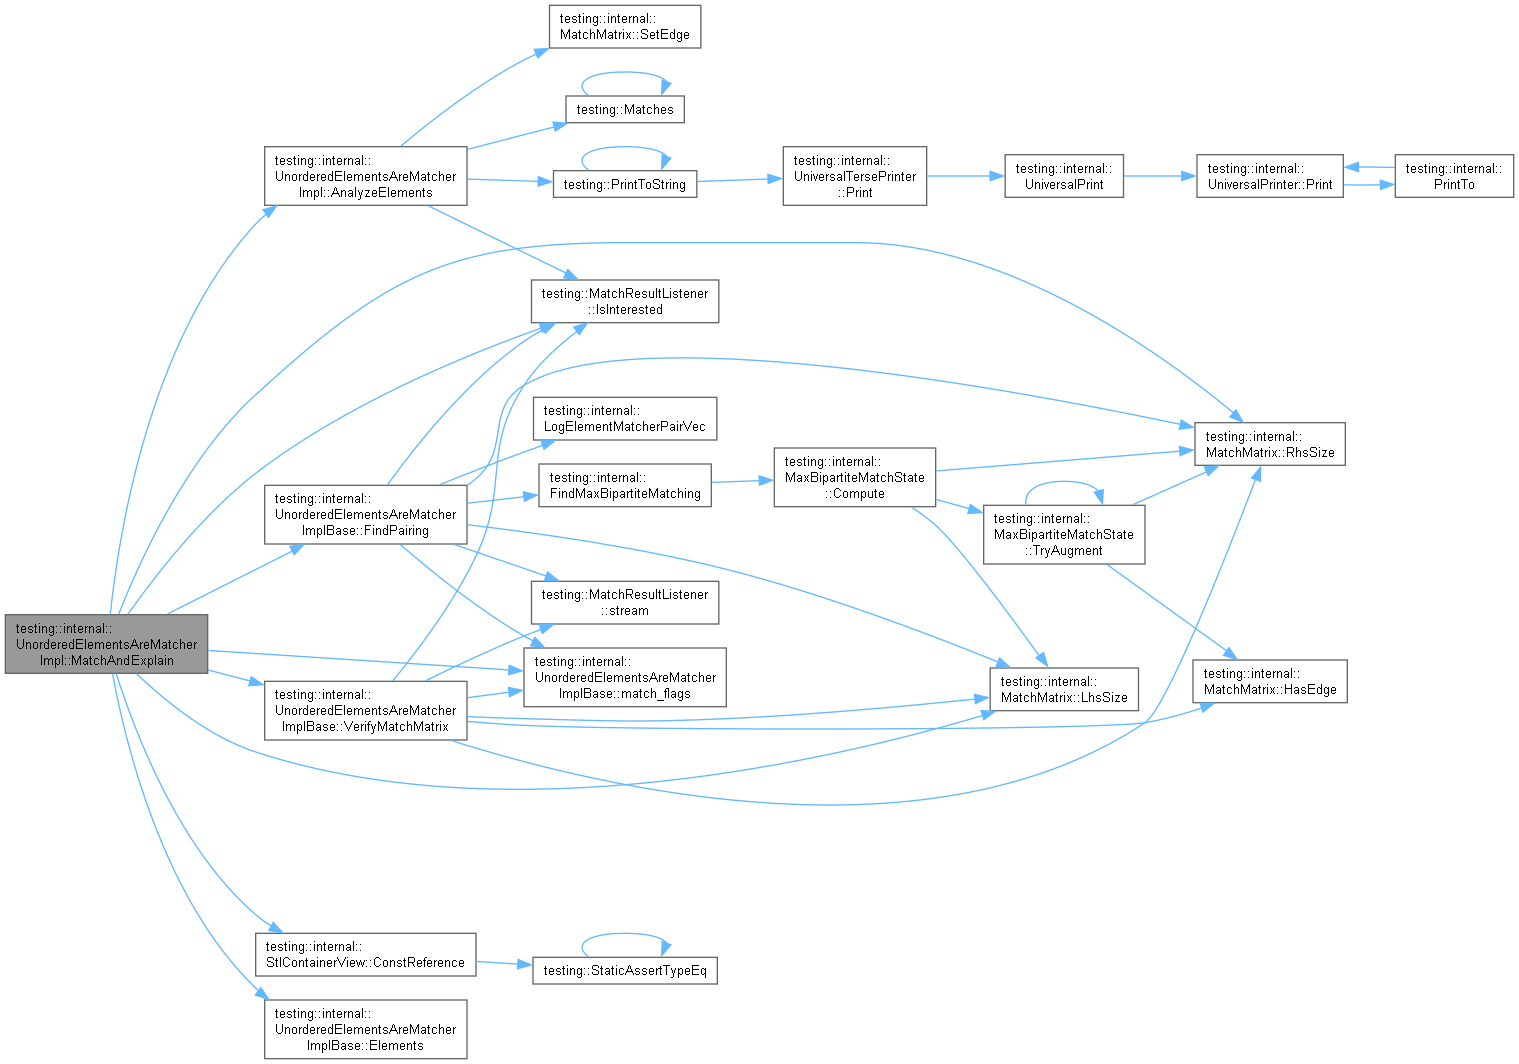 testing::internal::
MatchMatrix::SetEdge
testing::Matches
testing::internal::
UnorderedElementsAreMatcher
Impl::AnalyzeElements
testing::PrintToString
testing::internal::
UniversalTersePrinter
::Print
testing::internal::
UniversalPrint
testing::internal::
UniversalPrinter::Print
testing::internal::
PrintTo
testing::MatchResultListener
::IsInterested
testing::internal::
LogElementMatcherPairVec
testing::internal::
MatchMatrix::RhsSize
testing::internal::
UnorderedElementsAreMatcher
ImplBase::FindPairing
testing::internal::
FindMaxBipartiteMatching
testing::internal::
MaxBipartiteMatchState
::Compute
testing::internal::
MaxBipartiteMatchState
::TryAugment
testing::MatchResultListener
::stream
testing::internal::
UnorderedElementsAreMatcher
Impl::MatchAndExplain
testing::internal::
UnorderedElementsAreMatcher
ImplBase::match_flags
testing::internal::
UnorderedElementsAreMatcher
ImplBase::VerifyMatchMatrix
testing::internal::
MatchMatrix::LhsSize
testing::internal::
MatchMatrix::HasEdge
testing::internal::
StlContainerView::ConstReference
testing::StaticAssertTypeEq
testing::internal::
UnorderedElementsAreMatcher
ImplBase::Elements